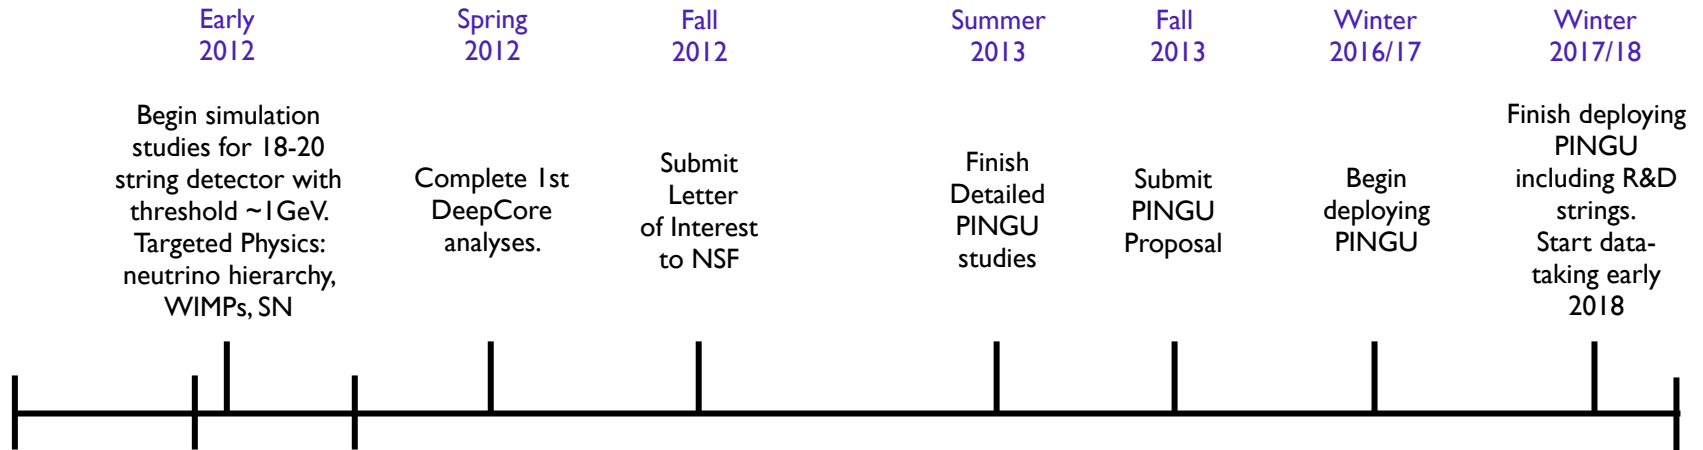 Early
2012
Begin simulation
studies for 18-20
string detector with
threshold ~1GeV.
Targeted Physics:
neutrino hierarchy,
WIMPs, SN
Spring
2012
Complete 1st
DeepCore
analyses.
Fall
2012
Submit
Letter
of Interest
to NSF
Summer
2013
Finish
Detailed
PINGU
studies
Fall
2013
Submit
PINGU
Proposal
Winter
2016/17
Begin
deploying
PINGU
Winter
2017/18
Finish deploying
PINGU
including R&D
strings.
Start data-
taking early
2018